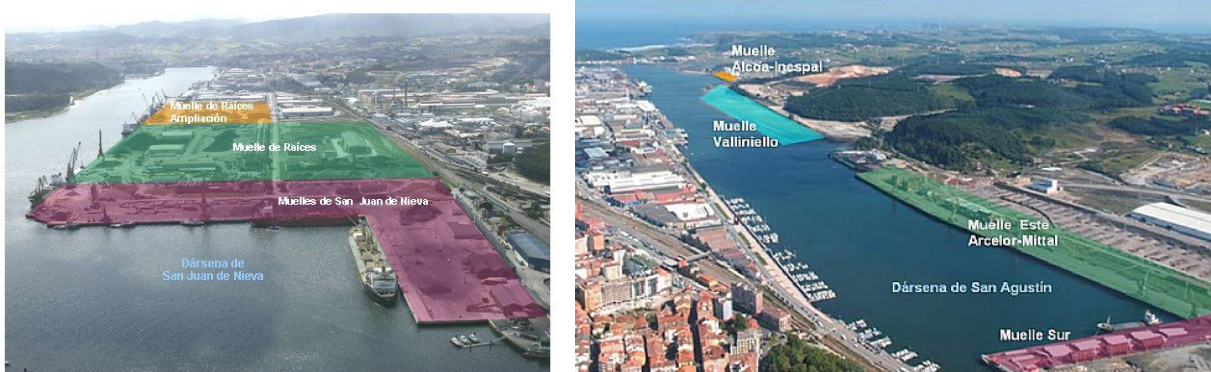 Muelle de Raíces
Ampliación
Muelle de Raíces
Muelles de San Juan de Nieva
Dársena de
San Juan de Nieva
Muelle
Alcoa-Inespal
Muelle
Valliniello
Muelle Este
Arcelor-Mittal
Dársena de San Agustín
Muelle Sur